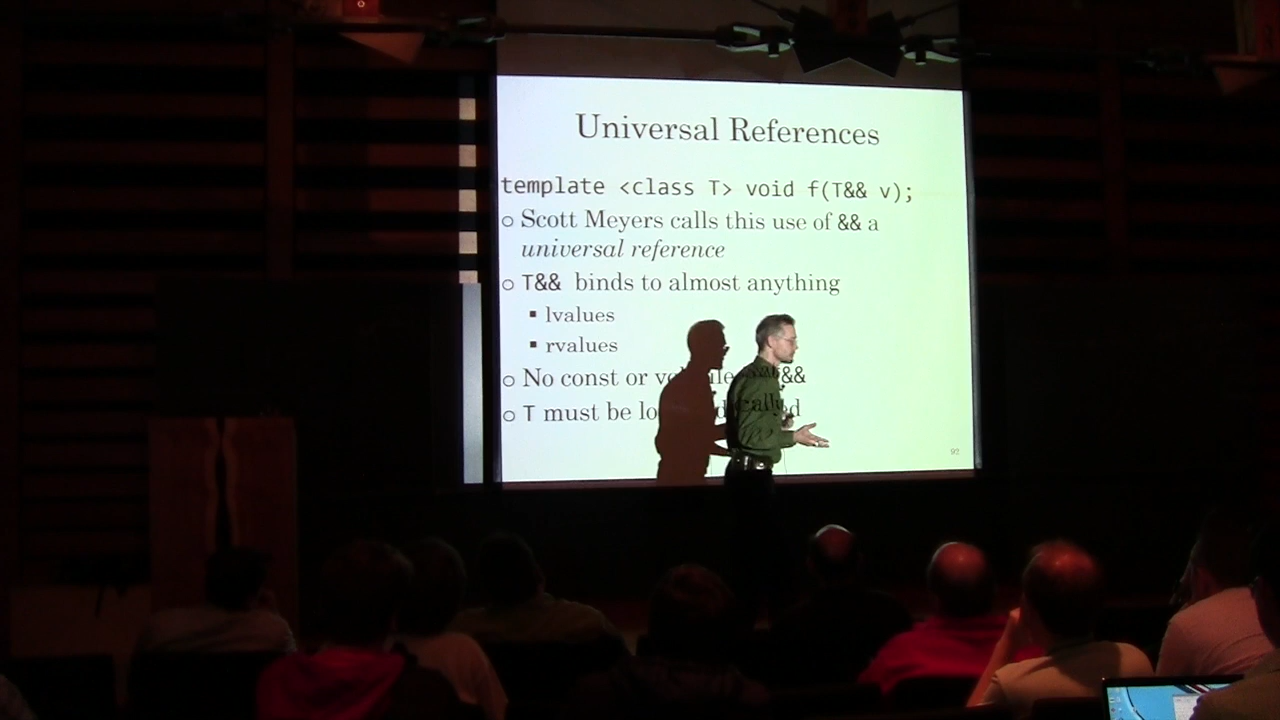 Universal References
template <class T> void f(T&& v);
Scott Meyers calls this use of && a
universal reference
T&& binds to almost anything
lvalues
rvalues
No const or &&
T must be
92